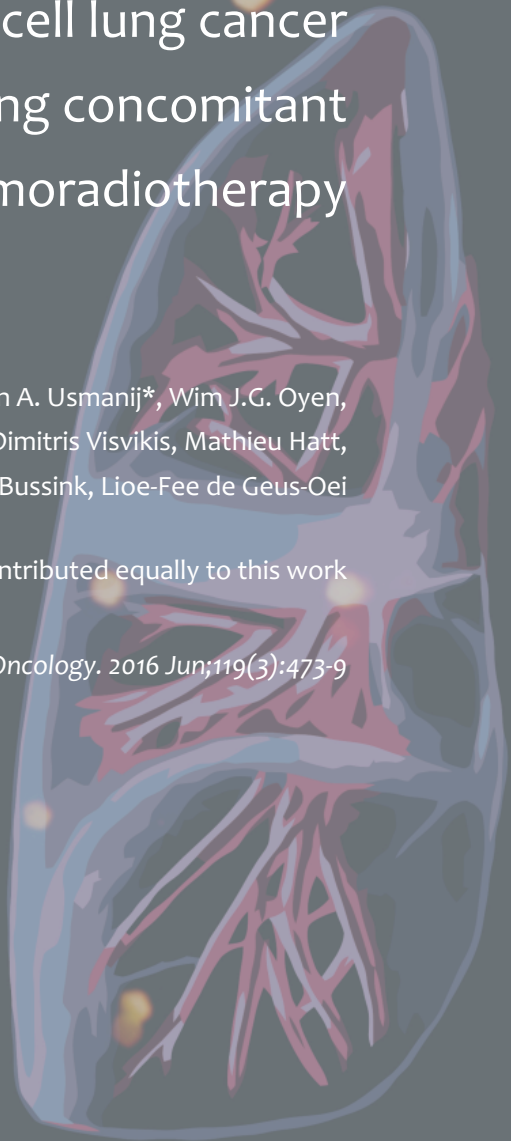 cell lung cancer
ng concomitant
moradiotherapy
n A. Usmanij*, Wim J.G. Oyen,
Dimitris Visvikis, Mathieu Hatt,
Bussink, Lioe-Fee de Geus-Oei
ntributed equally to this work
Oncology. 2016 Jun;119(3):473-9